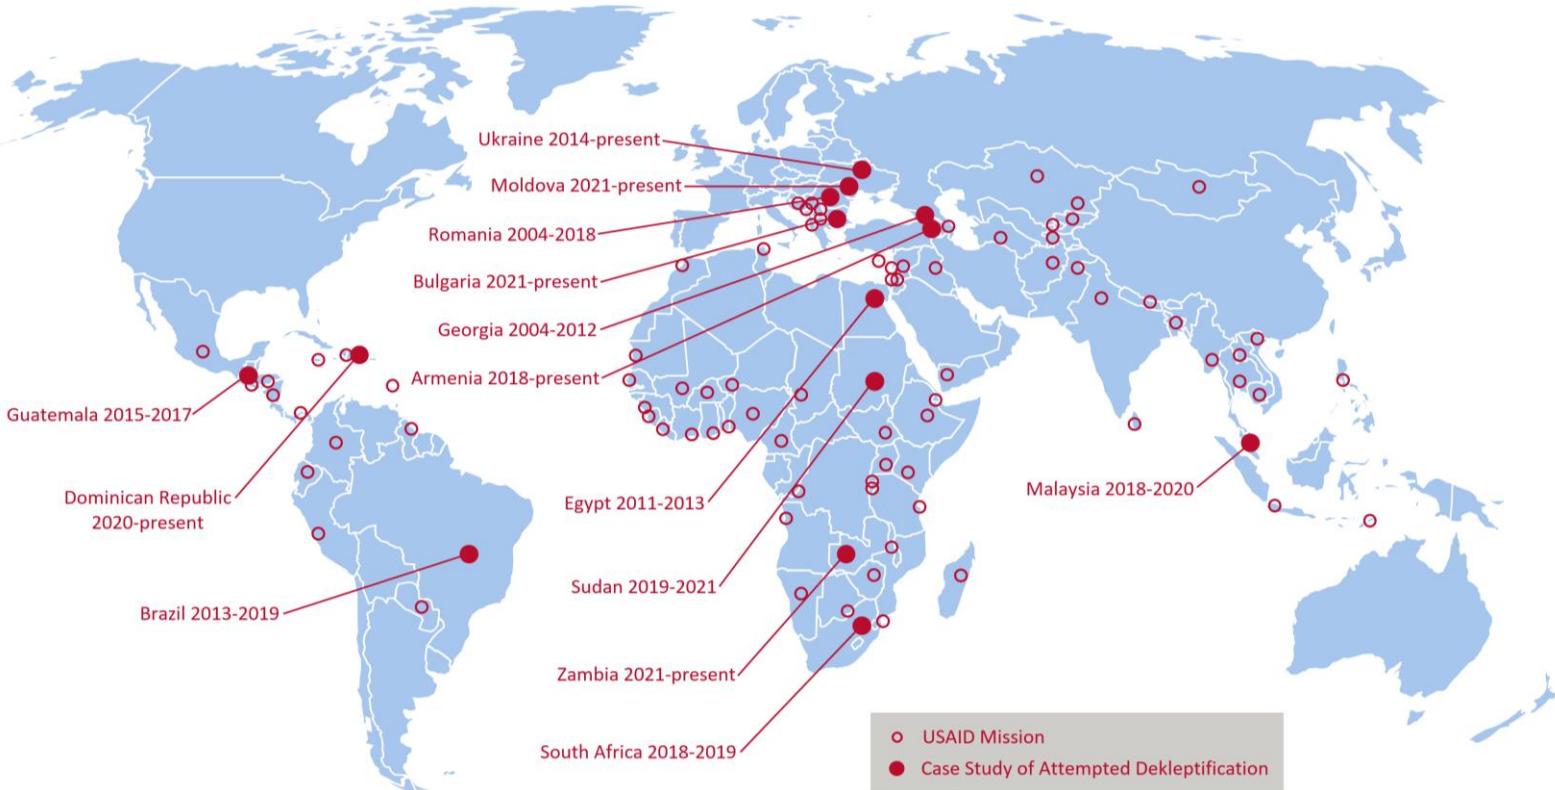 Ukraine 2014-present
Moldova 2021-present
Romania 2004-2018
Bulgaria 2021-present
Georgia 2004-2012
Armenia 2018-present
Guatemala 2015-2017
Dominican Republic
2020-present
Egypt 2011-2013
Malaysia 2018-2020
Sudan 2019-2021
Brazil 2013-2019
Zambia 2021-present
South Africa 2018-2019
USAID Mission
Case Study of Attempted Dekleptification